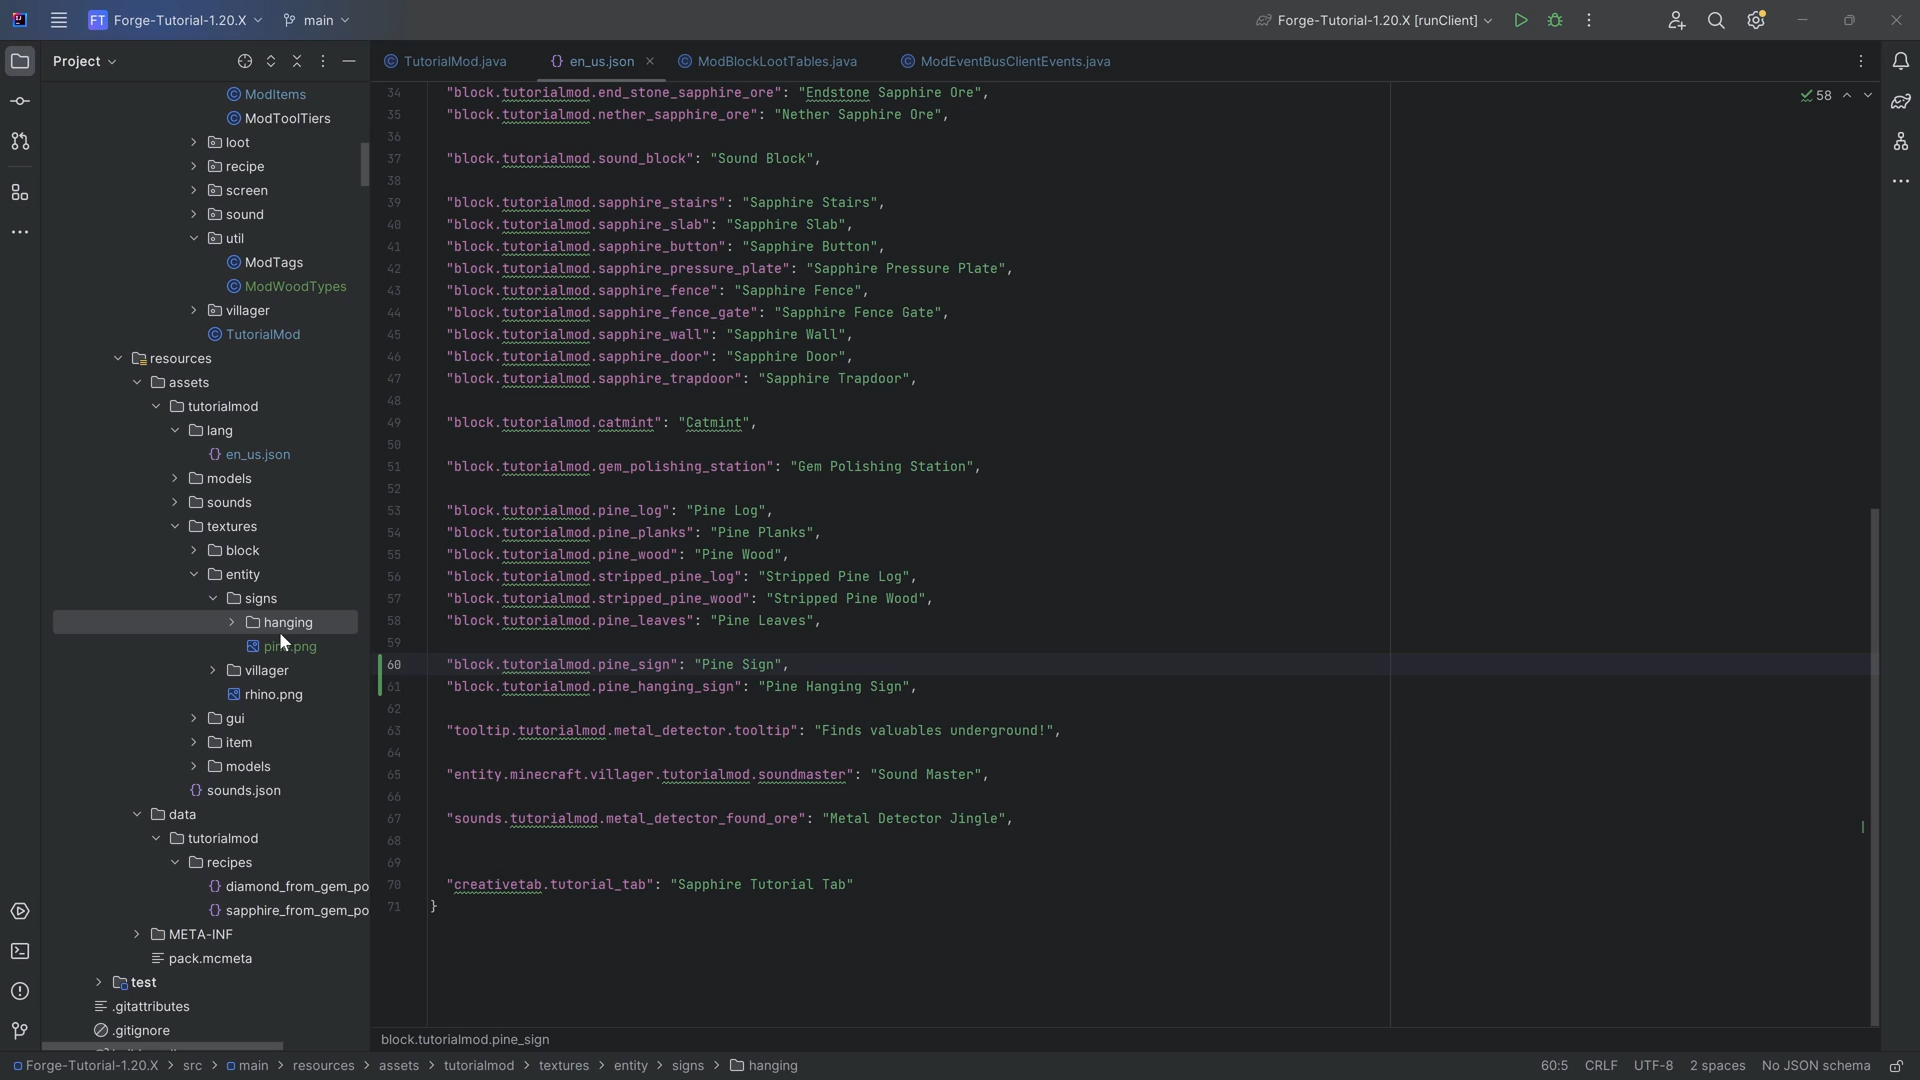 FT Forge-Tutorial-1.20.X main Forge-Tutorial-1.20.X [runClient]
Project
TutorialMod.java en_us.json ModBlockLootTables.java ModEventBusClientEvents.java
ModItems
ModToolTiers
loot
recipe
screen
sound
util
ModTags
ModWoodTypes
villager
TutorialMod
resources
assets
tutorialmod
lang
en_us.json
models
sounds
textures
block
entity
signs
hanging
villager
rhino.png
gui
item
models
sounds.json
data
tutorialmod
recipes
diamond_from_gem_po
sapphire_from_gem_po
META-INF
pack.mcmeta
test
.gitattributes
.gitignore
58
34 "block.tutorialmod.end_stone_sapphire_ore": "Endstone Sapphire Ore",
35 "block.tutorialmod.nether_sapphire_ore": "Nether Sapphire Ore",
36
37 "block.tutorialmod.sound_block": "Sound Block",
38
39 "block.tutorialmod.sapphire_stairs": "Sapphire Stairs",
40 "block.tutorialmod.sapphire_slab": "Sapphire Slab",
41 "block.tutorialmod.sapphire_button": "Sapphire Button",
42 "block.tutorialmod.sapphire_pressure_plate": "Sapphire Pressure Plate",
43 "block.tutorialmod.sapphire_fence": "Sapphire Fence",
44 "block.tutorialmod.sapphire_fence_gate": "Sapphire Fence Gate",
45 "block.tutorialmod.sapphire_wall": "Sapphire Wall",
46 "block.tutorialmod.sapphire_door": "Sapphire Door",
47 "block.tutorialmod.sapphire_trapdoor": "Sapphire Trapdoor",
48
49 "block.tutorialmod.catmint": "Catmint",
50
51 "block.tutorialmod.gem_polishing_station": "Gem Polishing Station",
52
53 "block.tutorialmod.pine_log": "Pine Log",
54 "block.tutorialmod.pine_planks": "Pine Planks",
55 "block.tutorialmod.pine_wood": "Pine Wood",
56 "block.tutorialmod.stripped_pine_log": "Stripped Pine Log",
57 "block.tutorialmod.stripped_pine_wood": "Stripped Pine Wood",
58 "block.tutorialmod.pine_leaves": "Pine Leaves",
59
60 "block.tutorialmod.pine_sign": "Pine Sign",
61 "block.tutorialmod.pine_hanging_sign": "Pine Hanging Sign",
62
63 "tooltip.tutorialmod.metal_detector.tooltip": "Finds valuables underground!",
64
65 "entity.minecraft.villager.tutorialmod.soundmaster": "Sound Master",
66
67 "sounds.tutorialmod.metal_detector_found_ore": "Metal Detector Jingle",
68
69
70 "creativetab.tutorial_tab": "Sapphire Tutorial Tab"
71 }
block.tutorialmod.pine_sign
Forge-Tutorial-1.20.X > src > main > resources > assets > tutorialmod > textures > entity > signs > hanging 60:5 CRLF UTF-8 2 spaces No JSON schema